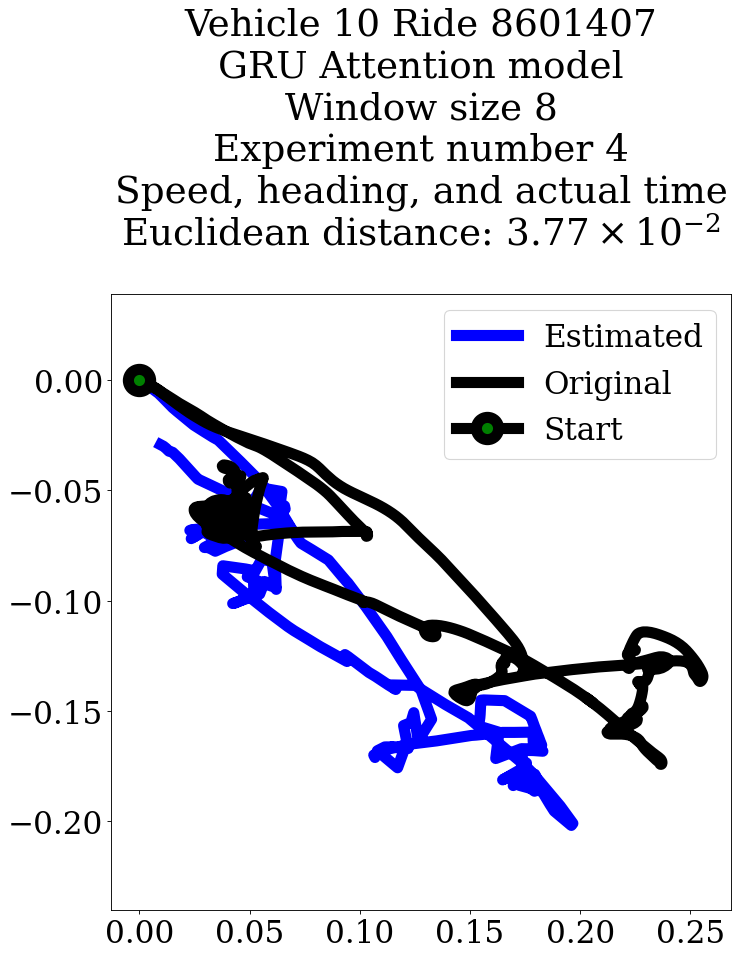 Vehicle 10 Ride 8601407
GRU Attention model
Window size 8
Experiment number 4
Speed, heading, and actual time
Euclidean distance: 3.77 × 10⁻²
Estimated
Original
Start
0.00
−0.05
−0.10
−0.15
−0.20
0.00 0.05 0.10 0.15 0.20 0.25